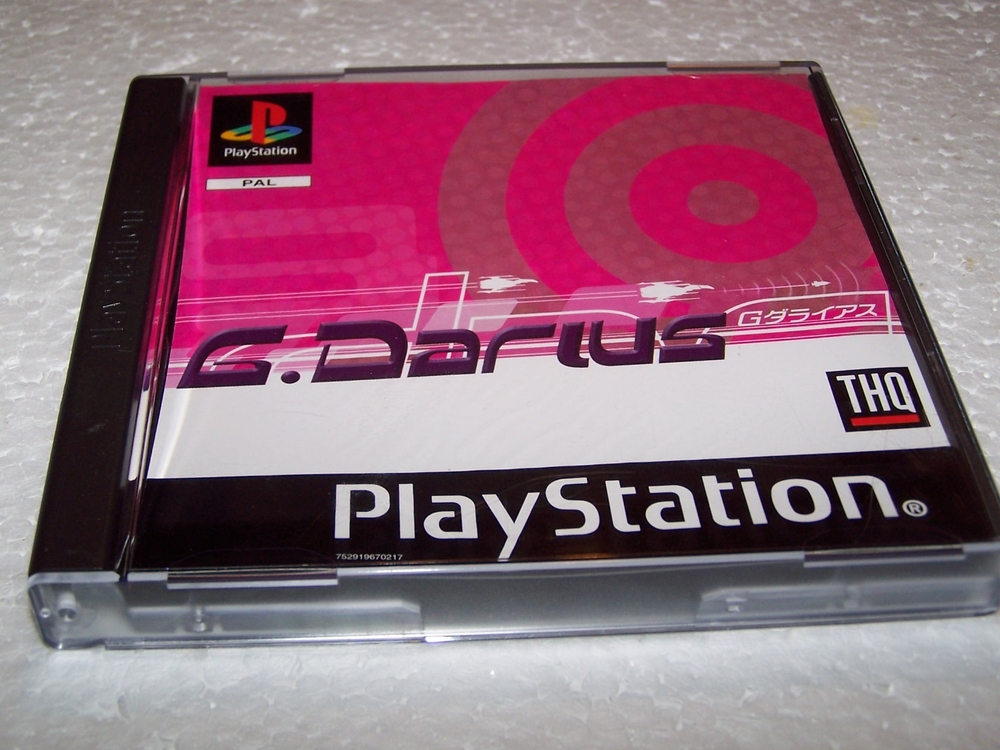 PlayStation
PlayStation
PAL
G.Darius
Gダライアス
THQ
PlayStation®
752919670217